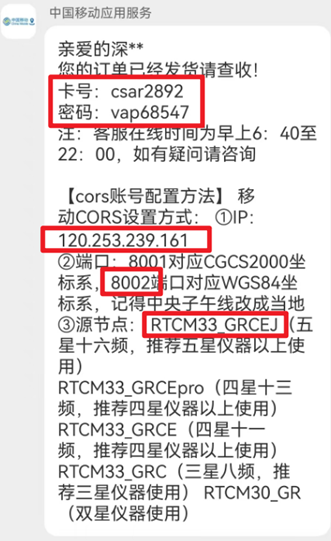 中国移动应用服务
亲爱的深**
您的订单已经发货请查收！
卡号：csar2892
密码：vap68547
注：客服在线时间为早上6：40至
22：00，如有疑问请咨询
【cors账号配置方法】 移
动CORS设置方式： ①IP:
120.253.239.161
②端口：8001对应CGCS2000坐
标系，8002端口对应WGS84坐
标系，记得中央子午线改成当地
③源节点：RTCM33_GRCEJ（五
星十六频，推荐五星仪器以上使
用）
RTCM33_GRCEpro（四星十三
频，推荐四星仪器以上使用）
RTCM33_GRCE（四星十一
频，推荐四星仪器以上使用）
RTCM33_GRC（三星八频，推
荐三星仪器使用） RTCM30_GR
（双星仪器使用）